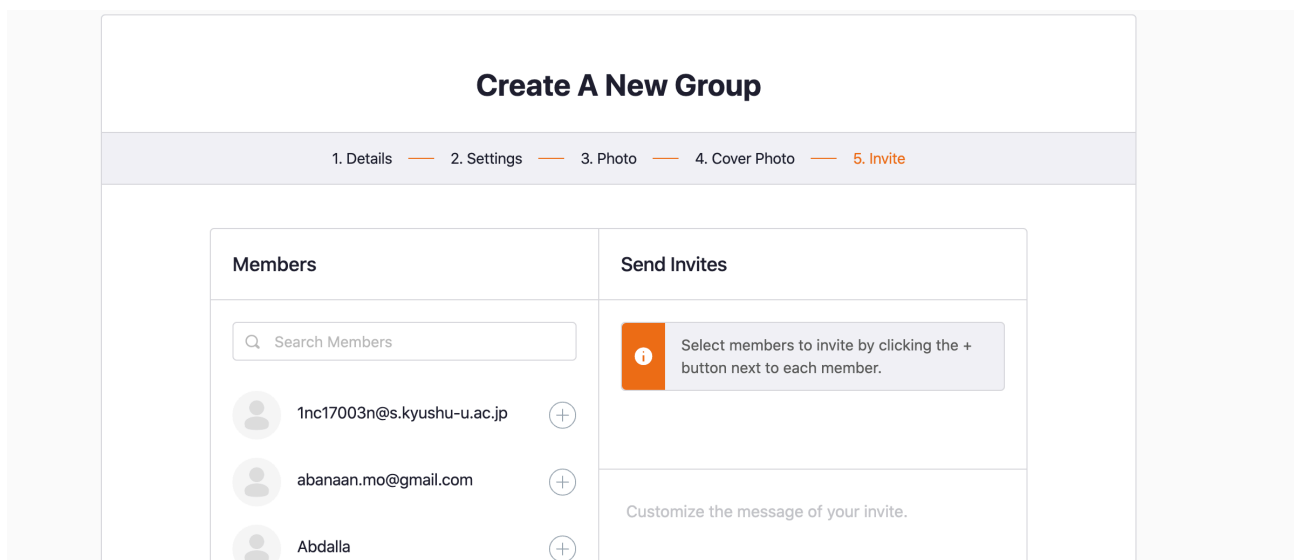 Create A New Group
1. Details
2. Settings
3. Photo
4. Cover Photo
5. Invite
Members
Search Members
1nc17003n@s.kyushu-u.ac.jp
abanaan.mo@gmail.com
Abdalla
Send Invites
Select members to invite by clicking the +
button next to each member.
Customize the message of your invite.